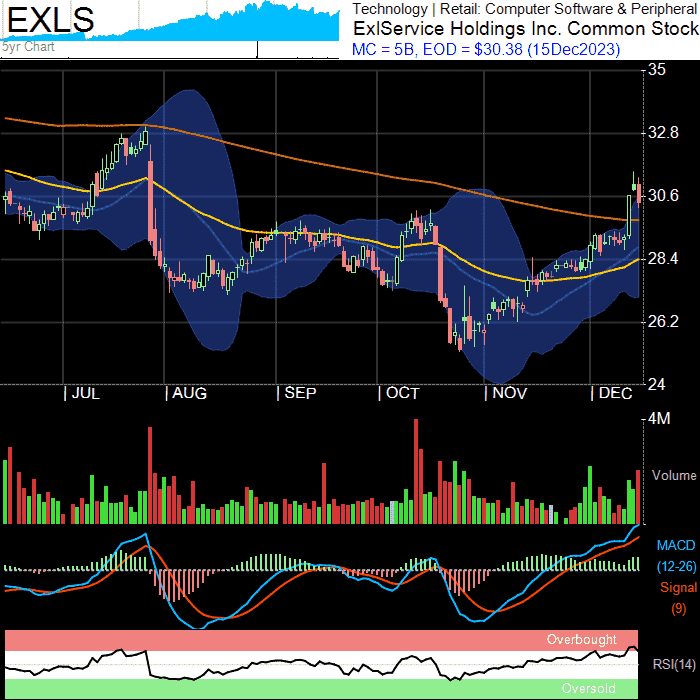 EXLS
5yr Chart
Technology | Retail: Computer Software & Peripheral
ExlService Holdings Inc. Common Stock
MC = 5B, EOD = $30.38 (15Dec2023)
35
32.8
30.6
28.4
26.2
24
| JUL
| AUG
| SEP
| OCT
| NOV
| DEC
4M
Volume
MACD
(12-26)
Signal
(9)
Overbought
RSI(14)
Oversold